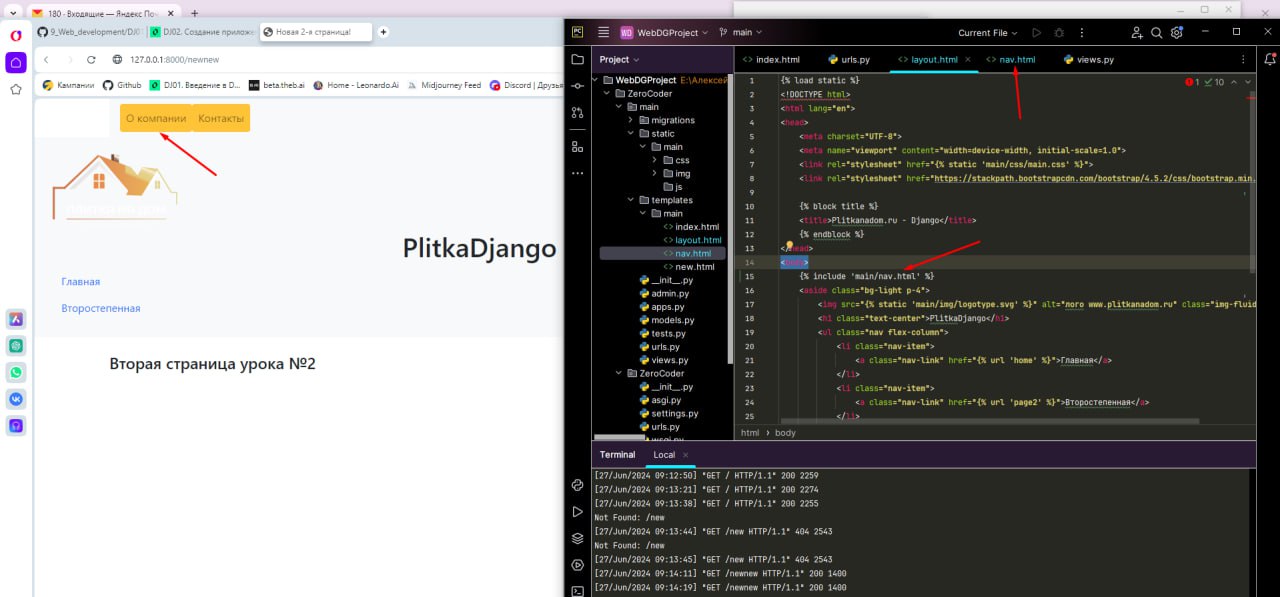 180 · Входящие — Яндекс Поч
9_Web_development/DJ0
DJ02. Создание приложе
Новая 2-я страница!
127.0.0.1:8000/newnew
Кампании
Github
DJ01. Введение в D...
beta.theb.ai
Home - Leonardo.Ai
Midjourney Feed
Discord | Друзья
О компании
Контакты
PlitkaDjango
Главная
Второстепенная
Вторая страница урока №2
PC
WD
WebDGProject
main
Current File
Project
WebDGProject E:\Алексей
ZeroCoder
main
migrations
static
main
css
img
js
templates
main
index.html
layout.html
nav.html
new.html
__init__.py
admin.py
apps.py
models.py
tests.py
urls.py
views.py
ZeroCoder
__init__.py
asgi.py
settings.py
urls.py
wsgi.py
index.html
urls.py
layout.html
nav.html
views.py
1 10
1 {% load static %}
2 <!DOCTYPE html>
3 <html lang="en">
4 <head>
5 <meta charset="UTF-8">
6 <meta name="viewport" content="width=device-width, initial-scale=1.0">
7 <link rel="stylesheet" href="{% static 'main/css/main.css' %}">
8 <link rel="stylesheet" href="https://stackpath.bootstrapcdn.com/bootstrap/4.5.2/css/bootstrap.min.
9
10 {% block title %}
11 <title>Plitkanadom.ru - Django</title>
12 {% endblock %}
13 </head>
14 <body>
15 {% include 'main/nav.html' %}
16 <aside class="bg-light p-4">
17 <img src="{% static 'main/img/logotype.svg' %}" alt="лого www.plitkanadom.ru" class="img-fluid
18 <h1 class="text-center">PlitkaDjango</h1>
19 <ul class="nav flex-column">
20 <li class="nav-item">
21 <a class="nav-link" href="{% url 'home' %}">Главная</a>
22 </li>
23 <li class="nav-item">
24 <a class="nav-link" href="{% url 'page2' %}">Второстепенная</a>
25 </li>
html › body
Terminal
Local
[27/Jun/2024 09:12:50] "GET / HTTP/1.1" 200 2259
[27/Jun/2024 09:13:21] "GET / HTTP/1.1" 200 2274
[27/Jun/2024 09:13:38] "GET / HTTP/1.1" 200 2255
Not Found: /new
[27/Jun/2024 09:13:44] "GET /new HTTP/1.1" 404 2543
Not Found: /new
[27/Jun/2024 09:13:45] "GET /new HTTP/1.1" 404 2543
[27/Jun/2024 09:14:11] "GET /newnew HTTP/1.1" 200 1400
[27/Jun/2024 09:14:19] "GET /newnew HTTP/1.1" 200 1400